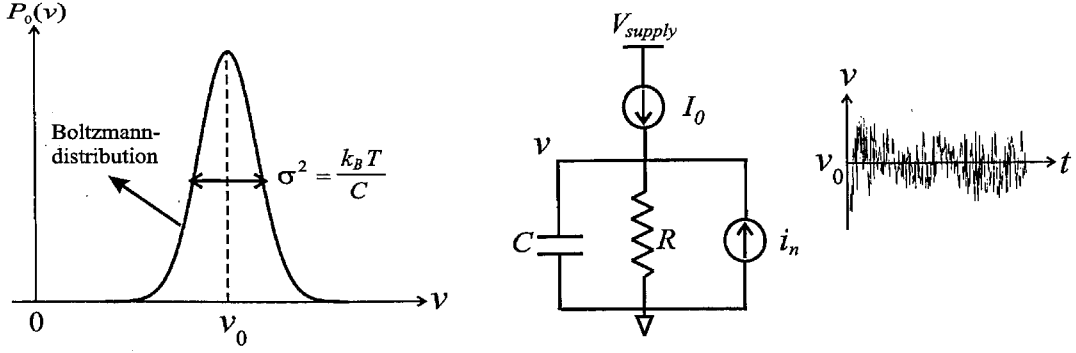 P₀(v)
Boltzmann-
distribution
σ² = k_B T / C
0
v₀
v
V_supply
I₀
v
C
R
iₙ
v
v₀
t